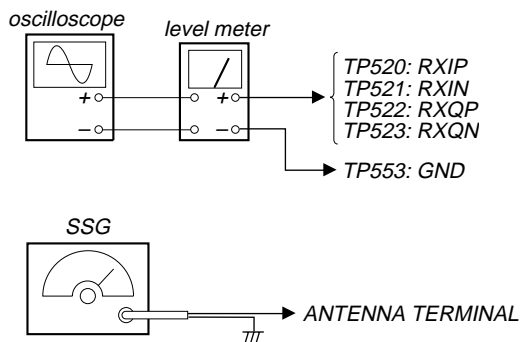 oscilloscope
level meter
+
+
−
−
TP520: RXIP
TP521: RXIN
TP522: RXQP
TP523: RXQN
TP553: GND
SSG
ANTENNA TERMINAL